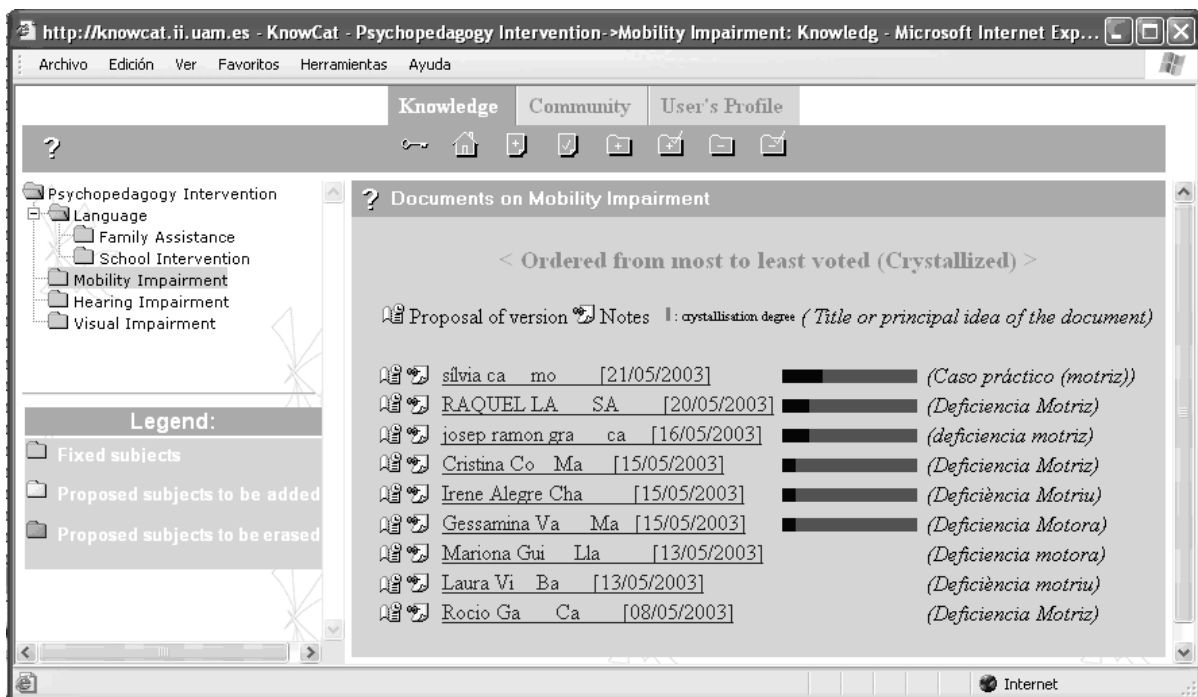 http://knowcat.ii.uam.es - KnowCat - Psychopedagogy Intervention->Mobility Impairment: Knowledg - Microsoft Internet Exp...
Archivo Edición Ver Favoritos Herramientas Ayuda
Knowledge Community User's Profile
?
Psychopedagogy Intervention
Language
Family Assistance
School Intervention
Mobility Impairment
Hearing Impairment
Visual Impairment
Legend:
Fixed subjects
Proposed subjects to be added
Proposed subjects to be erased
? Documents on Mobility Impairment
< Ordered from most to least voted (Crystallized) >
Proposal of version Notes : crystallisation degree ( Title or principal idea of the document)
sílvia ca mo [21/05/2003] (Caso práctico (motriz))
RAQUEL LA SA [20/05/2003] (Deficiencia Motriz)
josep ramon gra ca [16/05/2003] (deficiencia motriz)
Cristina Co Ma [15/05/2003] (Deficiencia Motriz)
Irene Alegre Cha [15/05/2003] (Deficiència Motriu)
Gessamina Va Ma [15/05/2003] (Deficiencia Motora)
Mariona Gui Lla [13/05/2003] (Deficiencia motora)
Laura Vi Ba [13/05/2003] (Deficiència motriu)
Rocio Ga Ca [08/05/2003] (Deficiencia Motriz)
Internet